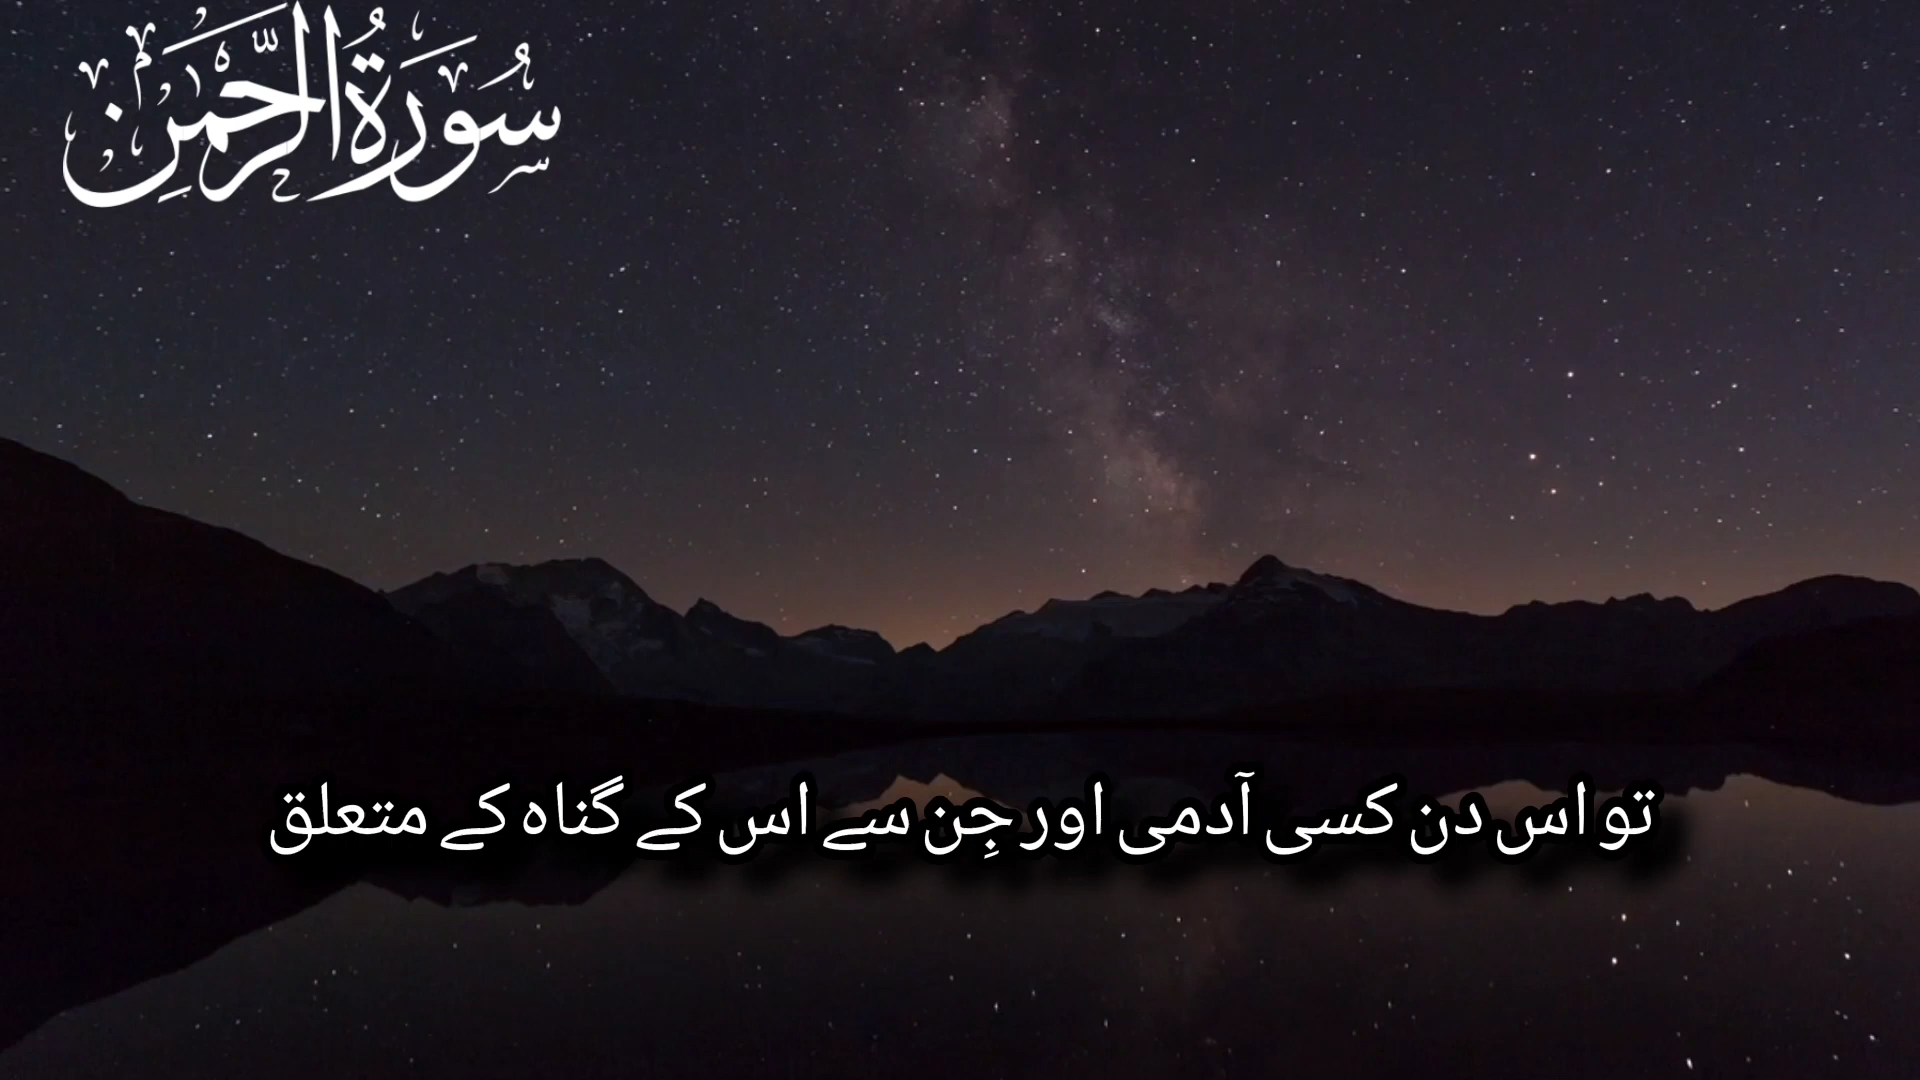 سُورَةُ الرَّحْمٰنِ
تو اس دن کسی آدمی اور جِن سے اس کے گناہ کے متعلق